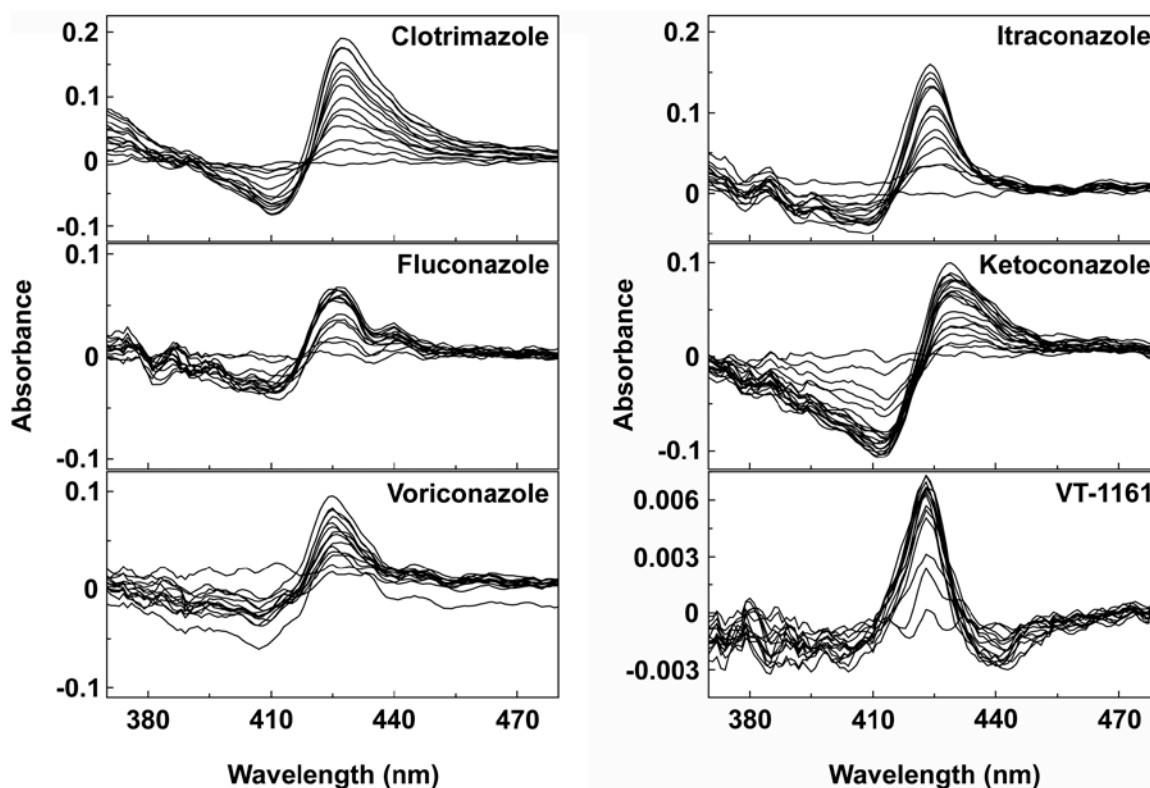 Clotrimazole
0.2
0.1
0
-0.1
Fluconazole
0.1
0
-0.1
Voriconazole
0.1
0
-0.1
380 410 440 470
Wavelength (nm)
Absorbance
Itraconazole
0.2
0.1
0
Ketoconazole
0.1
0
-0.1
VT-1161
0.006
0.003
0
-0.003
380 410 440 470
Wavelength (nm)
Absorbance